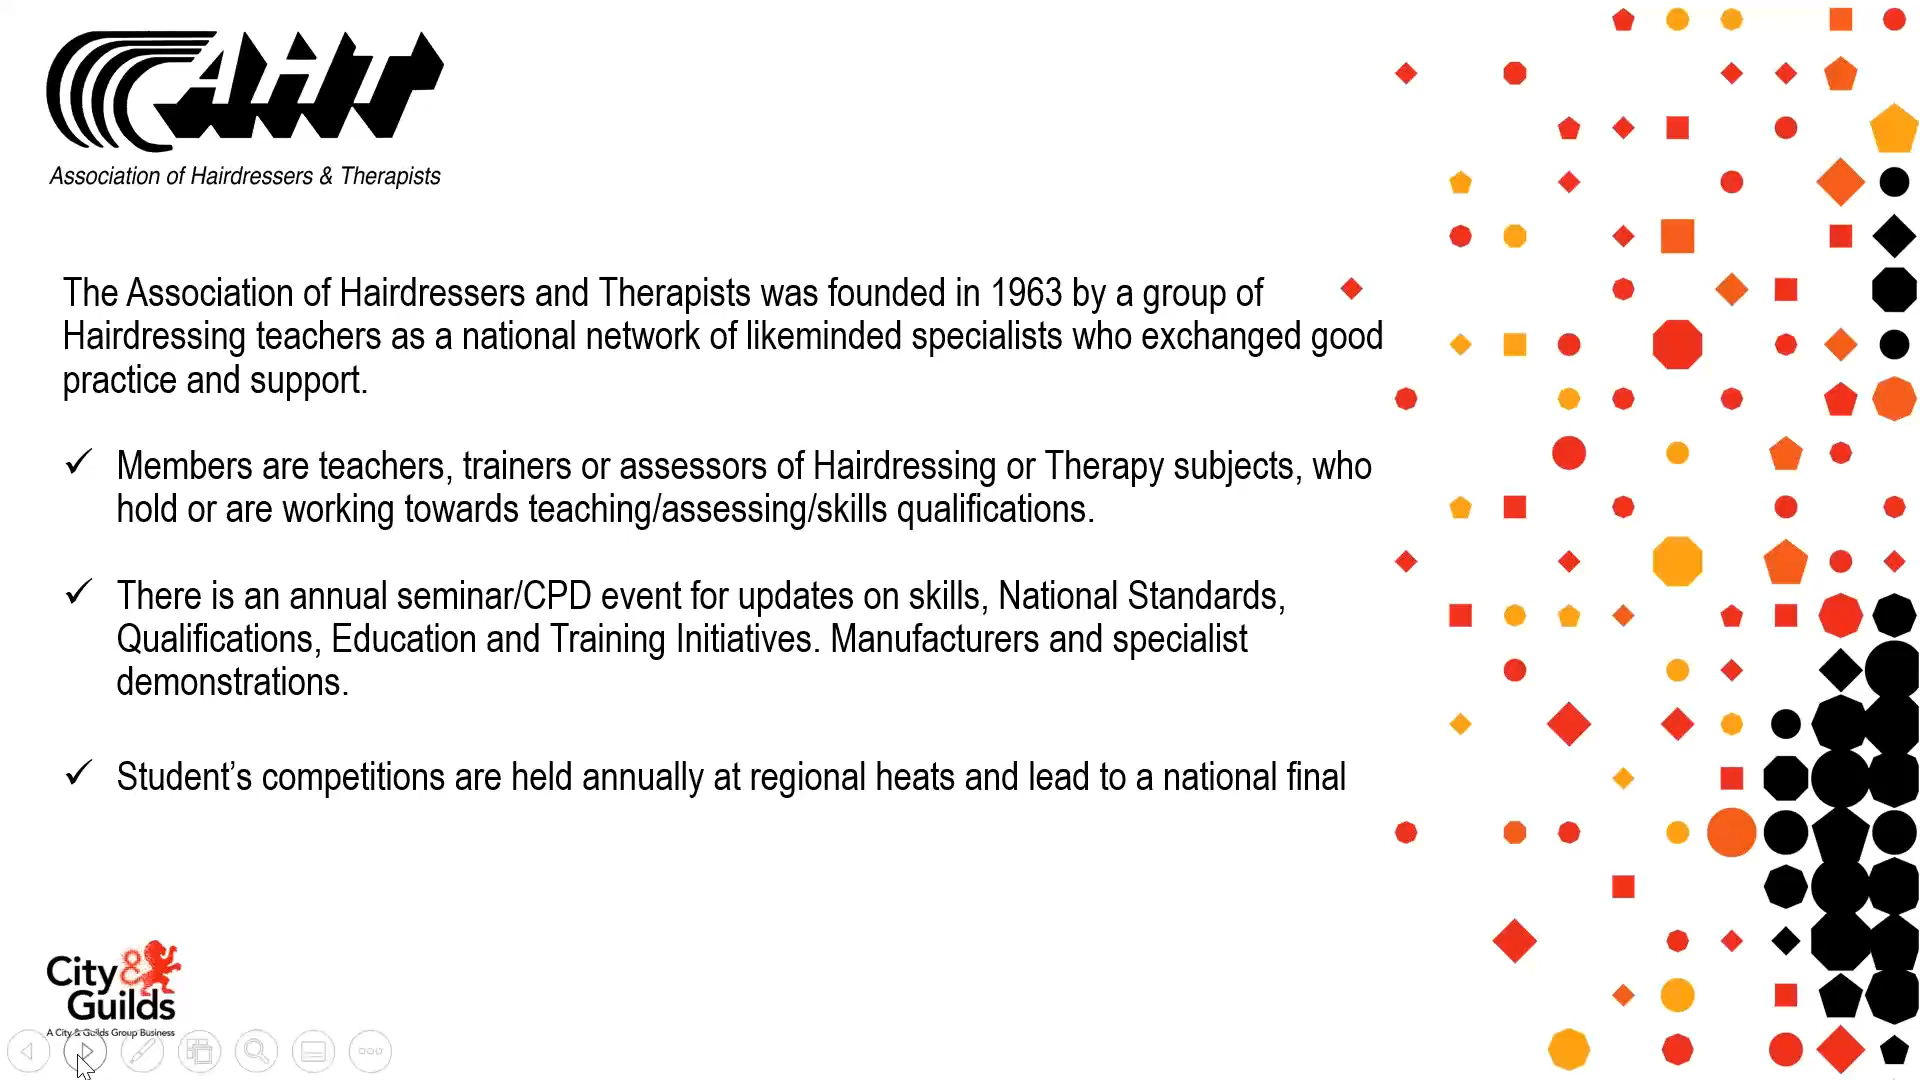 AHT
Association of Hairdressers & Therapists
The Association of Hairdressers and Therapists was founded in 1963 by a group of
Hairdressing teachers as a national network of likeminded specialists who exchanged good
practice and support.
✓ Members are teachers, trainers or assessors of Hairdressing or Therapy subjects, who
hold or are working towards teaching/assessing/skills qualifications.
✓ There is an annual seminar/CPD event for updates on skills, National Standards,
Qualifications, Education and Training Initiatives. Manufacturers and specialist
demonstrations.
✓ Student’s competitions are held annually at regional heats and lead to a national final
City &
Guilds
A City & Guilds Group Business